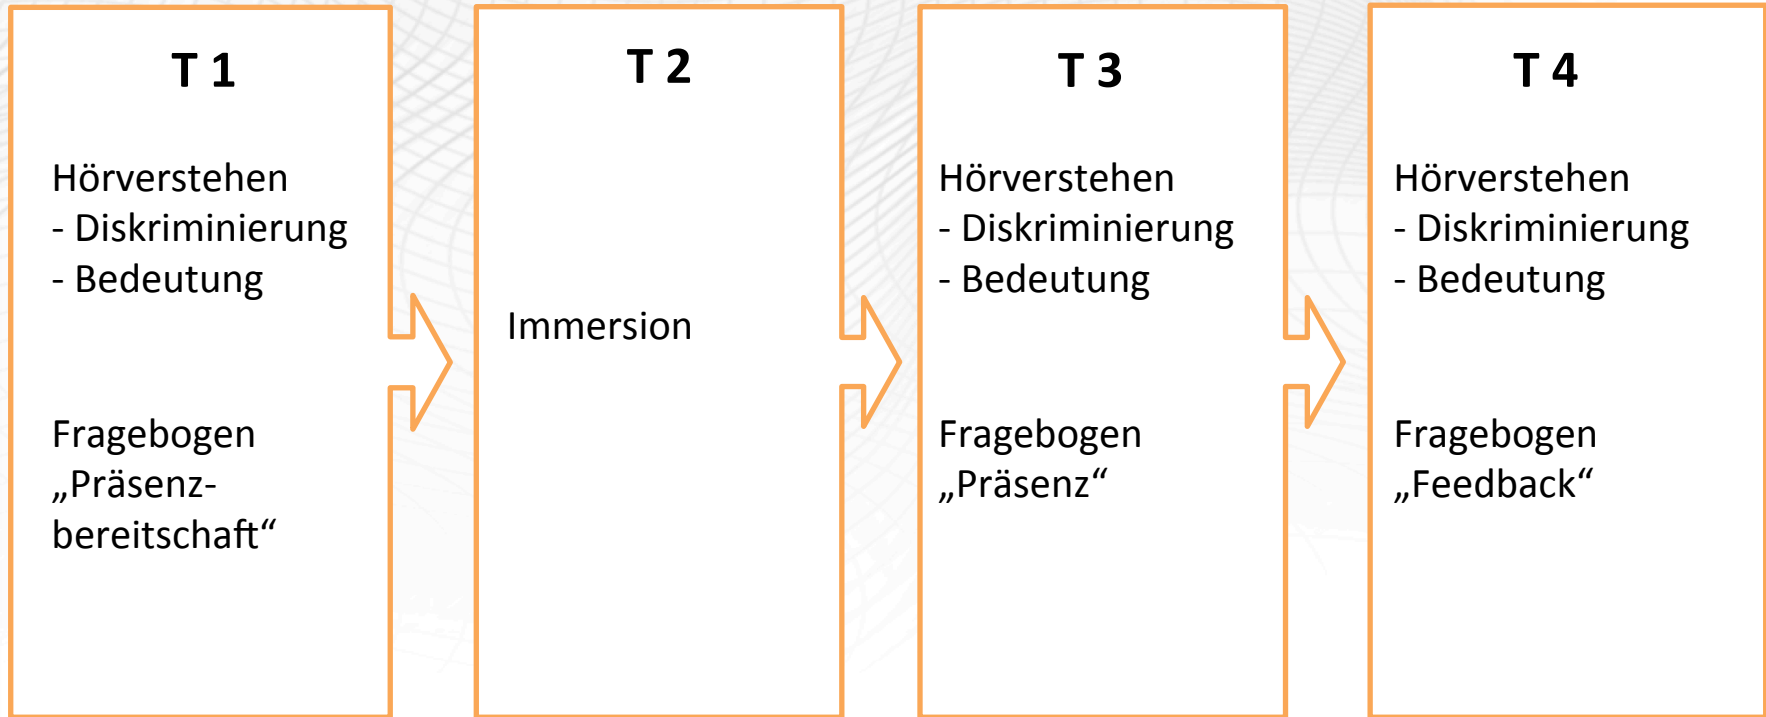 T 1
Hörverstehen
- Diskriminierung
- Bedeutung
Fragebogen
„Präsenz-
bereitschaft“
T 2
Immersion
T 3
Hörverstehen
- Diskriminierung
- Bedeutung
Fragebogen
„Präsenz“
T 4
Hörverstehen
- Diskriminierung
- Bedeutung
Fragebogen
„Feedback“